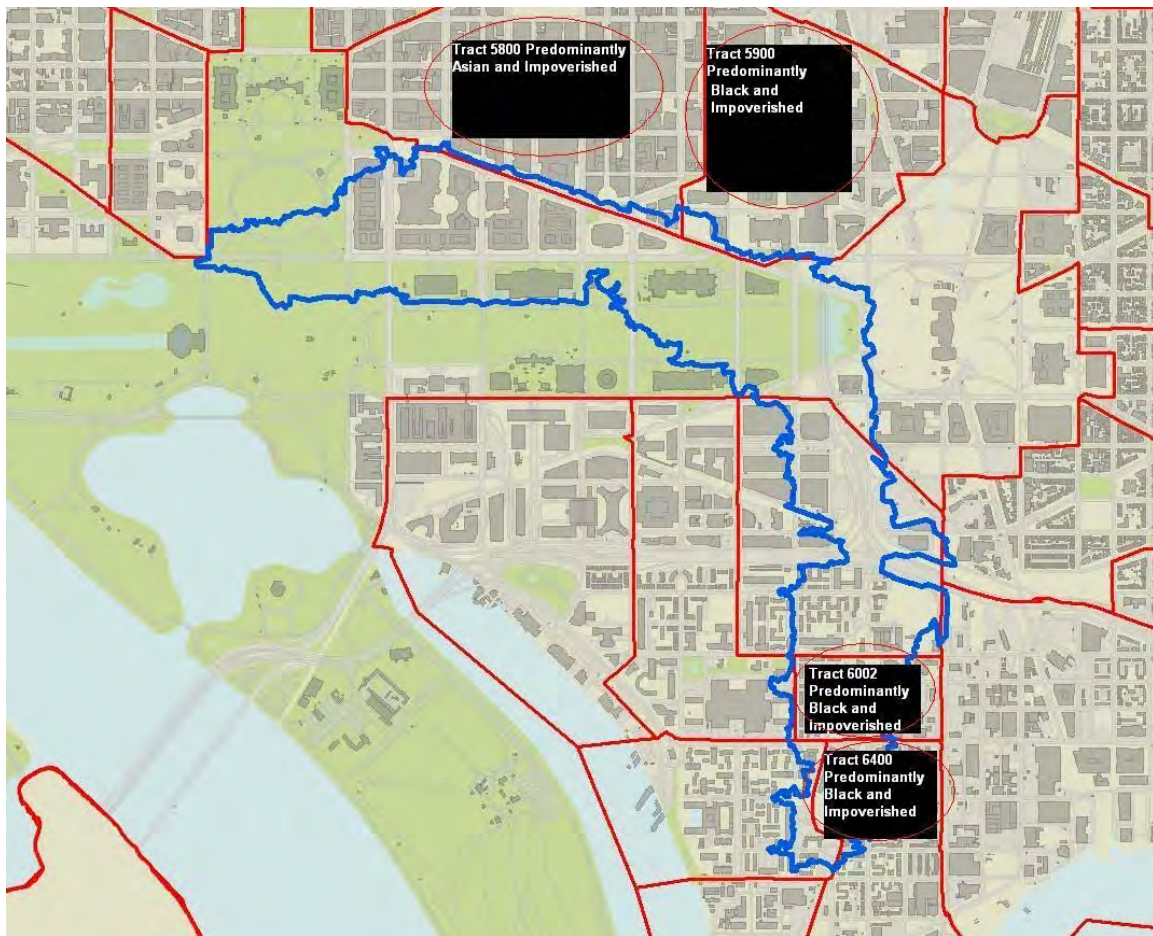 Tract 5800 Predominantly
Asian and Impoverished
Tract 5900
Predominantly
Black and
Impoverished
Tract 6002
Predominantly
Black and
Impoverished
Tract 6400
Predominantly
Black and
Impoverished